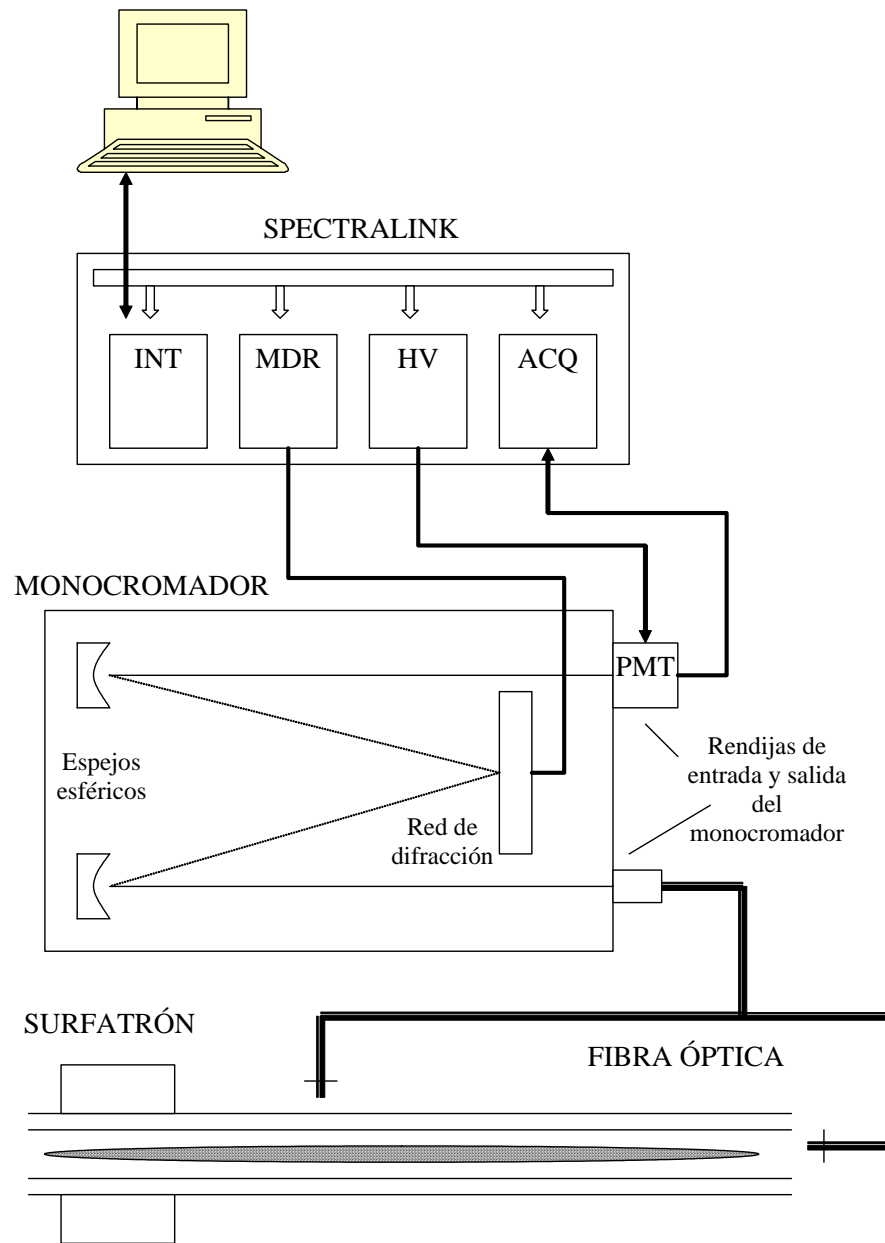 SPECTRALINK
INT
MDR
HV
ACQ
MONOCROMADOR
PMT
Rendijas de
entrada y salida
del
monocromador
Espejos
esféricos
Red de
difracción
SURFATRÓN
FIBRA ÓPTICA